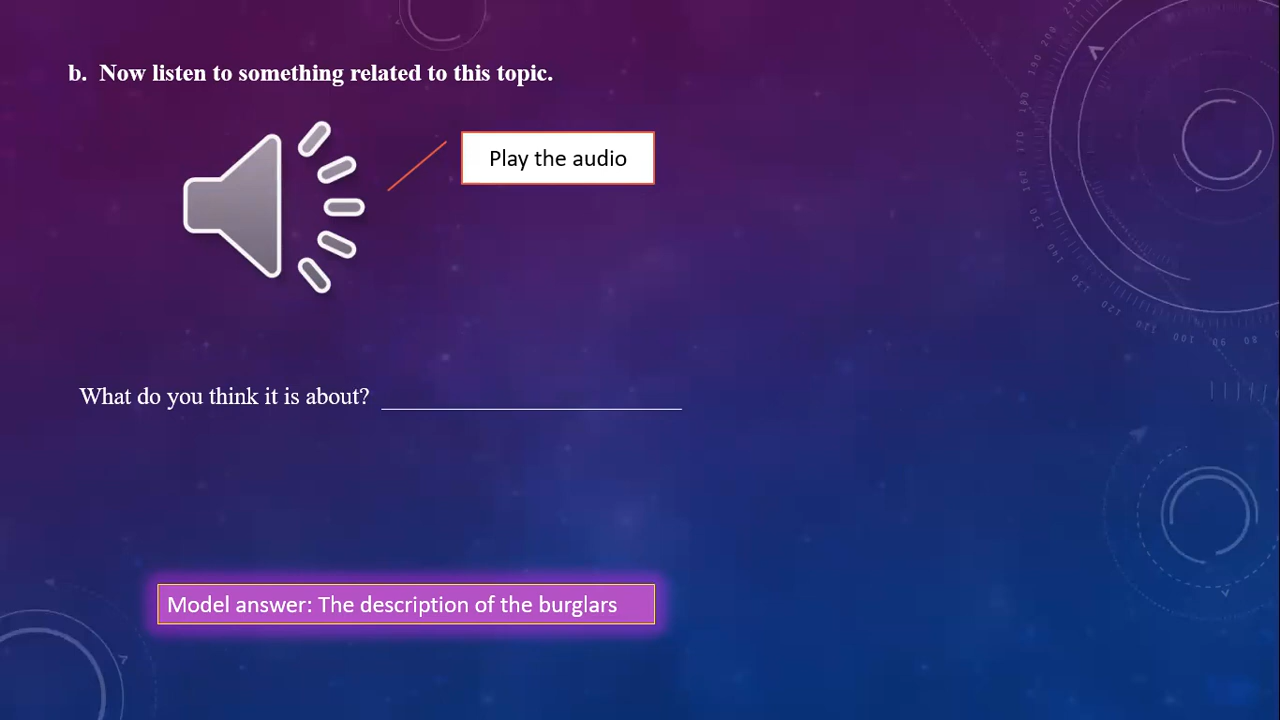 b. Now listen to something related to this topic.
Play the audio
What do you think it is about? _________________________
Model answer: The description of the burglars